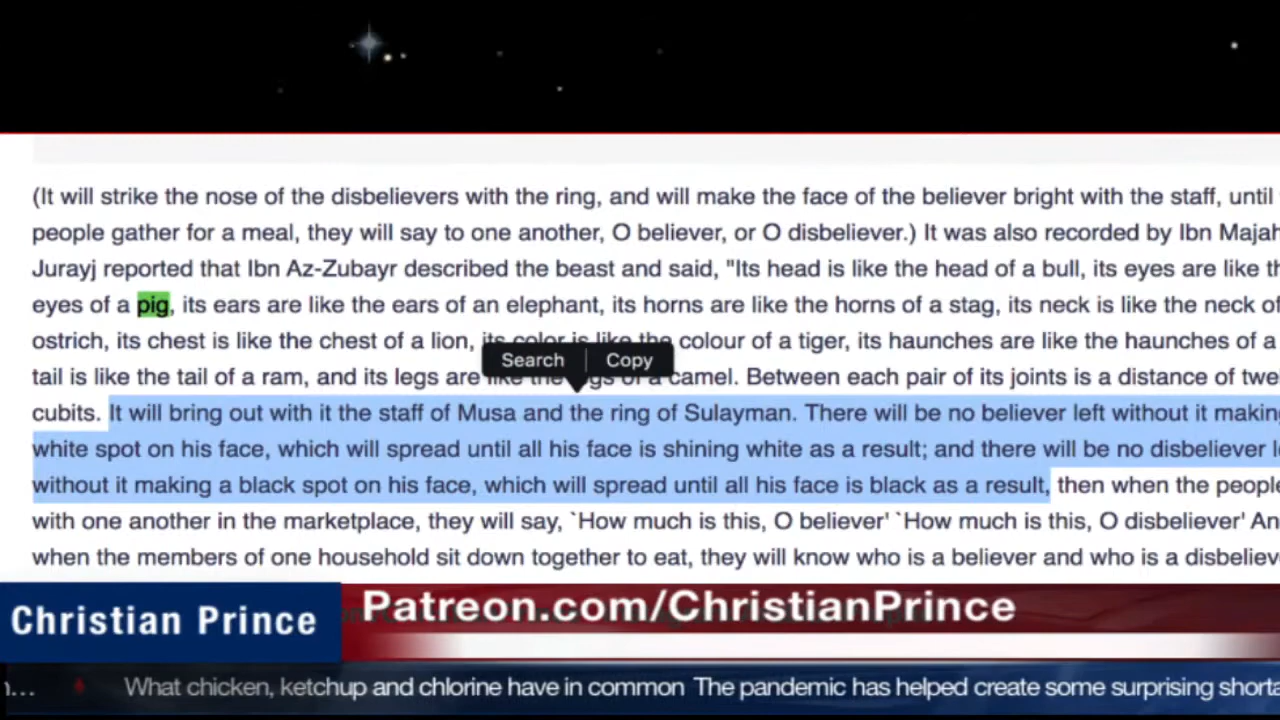 (It will strike the nose of the disbelievers with the ring, and will make the face of the believer bright with the staff, until
people gather for a meal, they will say to one another, O believer, or O disbeliever.) It was also recorded by Ibn Majah
Jurayj reported that Ibn Az-Zubayr described the beast and said, "Its head is like the head of a bull, its eyes are like th
eyes of a pig, its ears are like the ears of an elephant, its horns are like the horns of a stag, its neck is like the neck of
ostrich, its chest is like the chest of a lion, its color is like the colour of a tiger, its haunches are like the haunches of a
Search Copy
tail is like the tail of a ram, and its legs are like the legs of a camel. Between each pair of its joints is a distance of twe
cubits. It will bring out with it the staff of Musa and the ring of Sulayman. There will be no believer left without it making
white spot on his face, which will spread until all his face is shining white as a result; and there will be no disbeliever l
without it making a black spot on his face, which will spread until all his face is black as a result, then when the people
with one another in the marketplace, they will say, `How much is this, O believer' `How much is this, O disbeliever' An
when the members of one household sit down together to eat, they will know who is a believer and who is a disbeliev
Christian Prince
Patreon.com/ChristianPrince
What chicken, ketchup and chlorine have in common The pandemic has helped create some surprising shorta